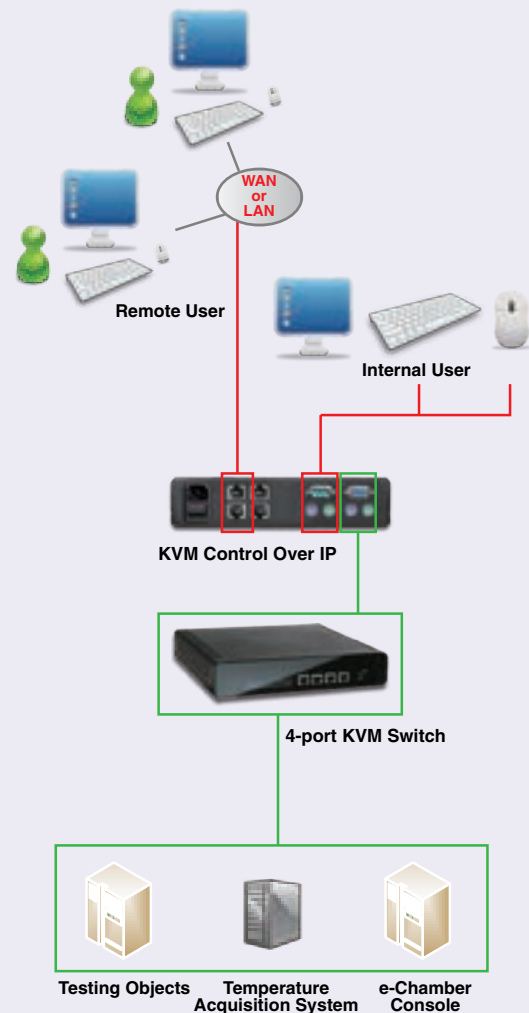 WAN
or
LAN
Remote User
Internal User
KVM Control Over IP
4-port KVM Switch
Testing Objects
Temperature
Acquisition System
e-Chamber
Console